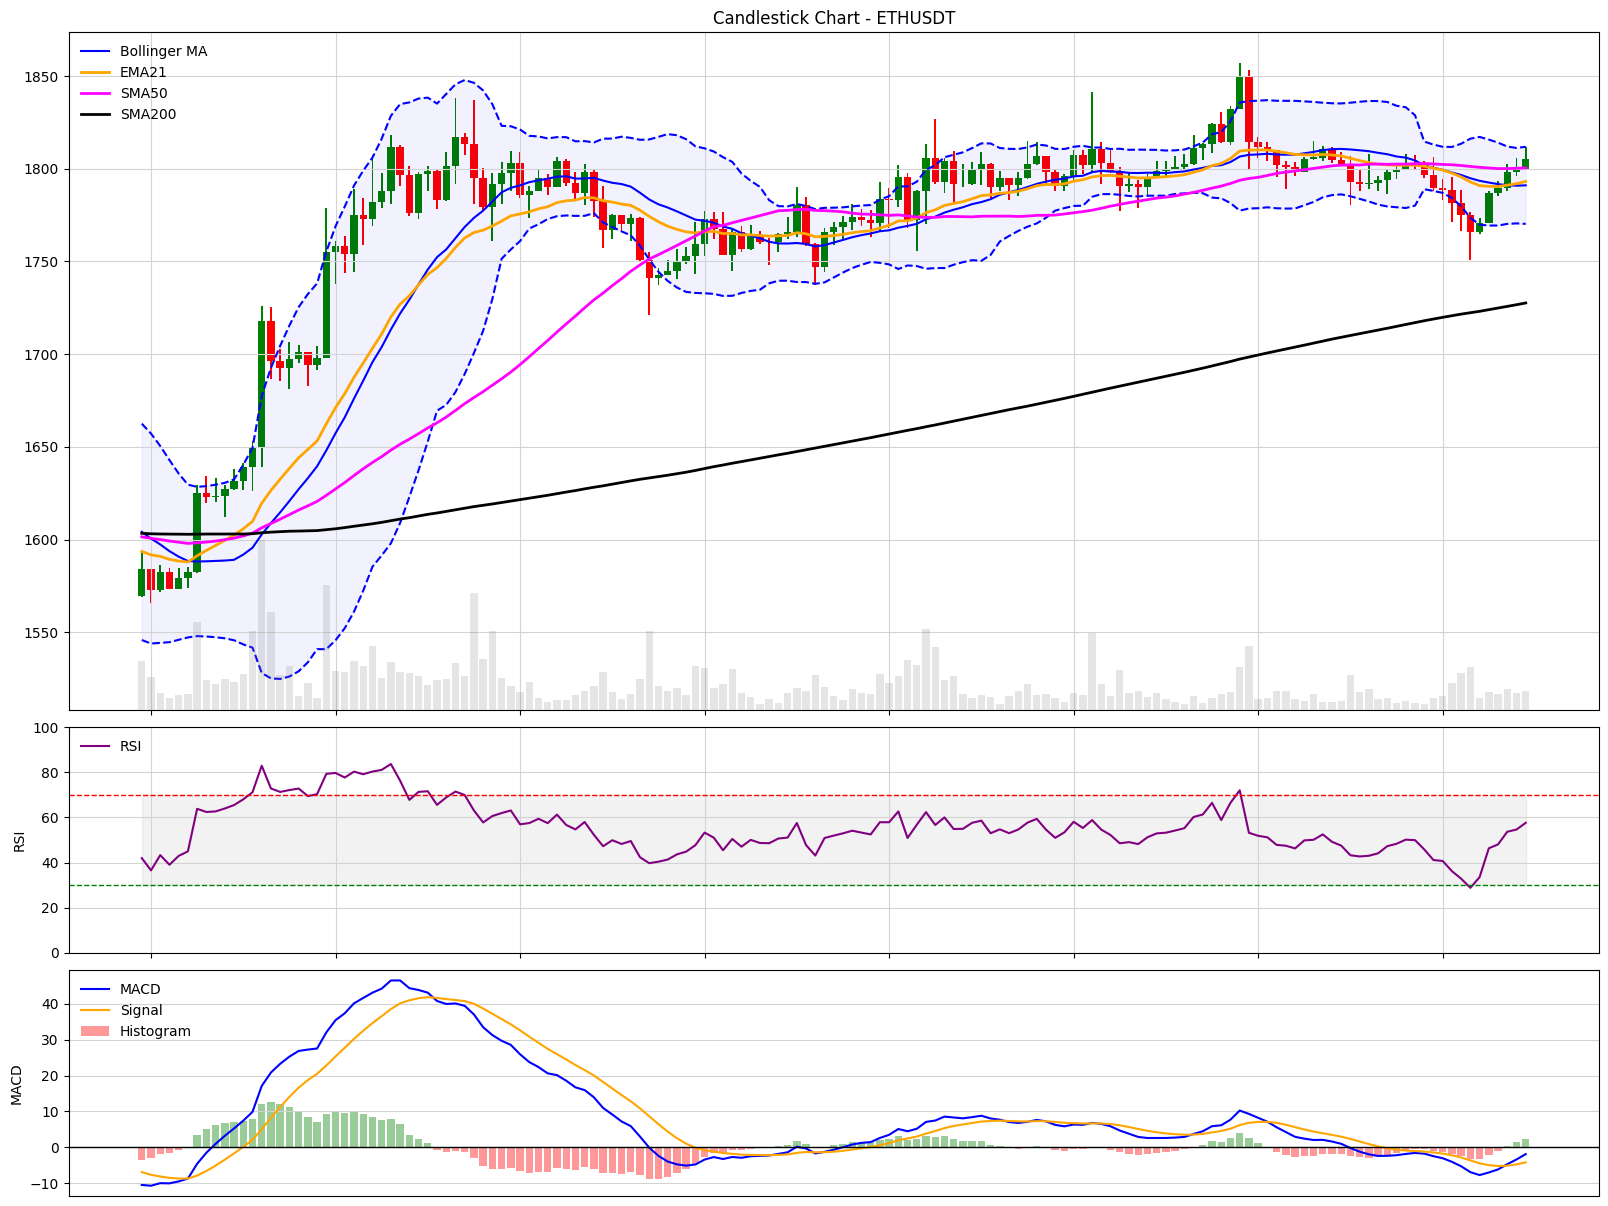 Candlestick Chart - ETHUSDT
Bollinger MA
EMA21
SMA50
SMA200
1850
1800
1750
1700
1650
1600
1550
RSI
RSI
100
80
60
40
20
0
MACD
Signal
Histogram
MACD
40
30
20
10
0
−10